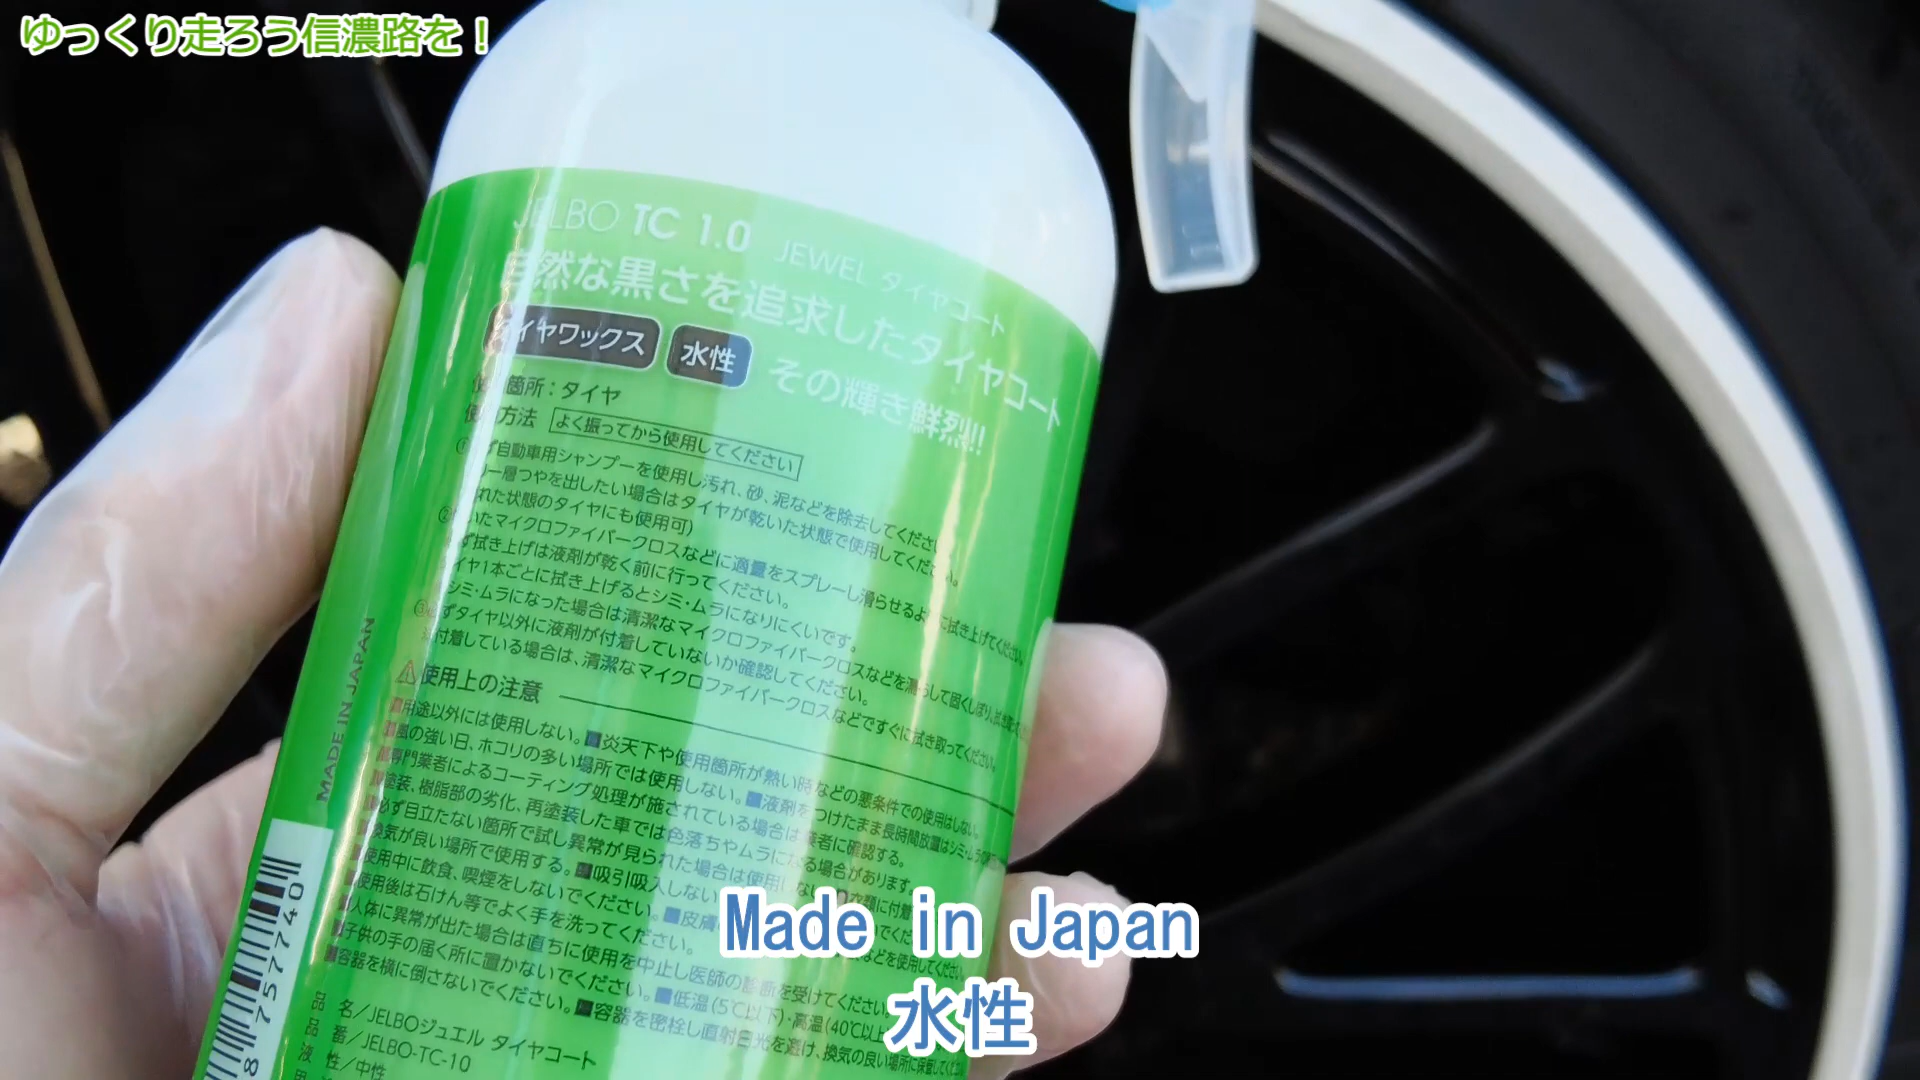 ゆっくり走ろう信濃路を！
JELBO TC 1.0 JEWEL タイヤコート
自然な黒さを追求したタイヤコート
タイヤワックス 水性 その輝き鮮烈!!
箇所：タイヤ
方法 よく振ってから使用してください
自動車用シャンプーを使用し汚れ、砂、泥などを除去してください
一層つやを出したい場合はタイヤが乾いた状態で使用してください。
れた状態のタイヤにも使用可)
いたマイクロファイバークロスなどに適量をスプレーし滑らせるように拭き上げてください。
ず拭き上げは液剤が乾く前に行ってください。
イヤ1本ごとに拭き上げるとシミ・ムラになりにくいです。
シミ・ムラになった場合は清潔なマイクロファイバークロスなどを濡らして固くしぼり、
③必ずタイヤ以外に液剤が付着していないか確認してください。
付着している場合は、清潔なマイクロファイバークロスなどですぐに拭き取ってください。
使用上の注意
■用途以外には使用しない。■炎天下や使用箇所が熱い時などの悪条件での使用はしない。
■風の強い日、ホコリの多い場所では使用しない。■液剤をつけたまま長時間放置はシミ・ムラ
■専門業者によるコーティング処理が施されている場合は業者に確認する。
■塗装、樹脂部の劣化、再塗装した車では色落ちやムラになる場合があります。
■必ず目立たない箇所で試し異常が見られた場合は使用しない
■換気が良い場所で使用する。■吸引吸入しない
■使用中に飲食、喫煙をしないでください。■皮膚
■使用後は石けん等でよく手を洗ってください。
■人体に異常が出た場合は直ちに使用を中止し医師の診断を受けてください。
■子供の手の届く所に置かないでください。■低温(5℃以下)・高温(40℃以上
■容器を横に倒さないでください。■容器を密栓し直射日光を避け、換気の良い場所に保管してください
品 名／JELBOジュエル タイヤコート
品 番／JELBO-TC-10
液 性／中性
MADE IN JAPAN
8 757740
Made in Japan
水性